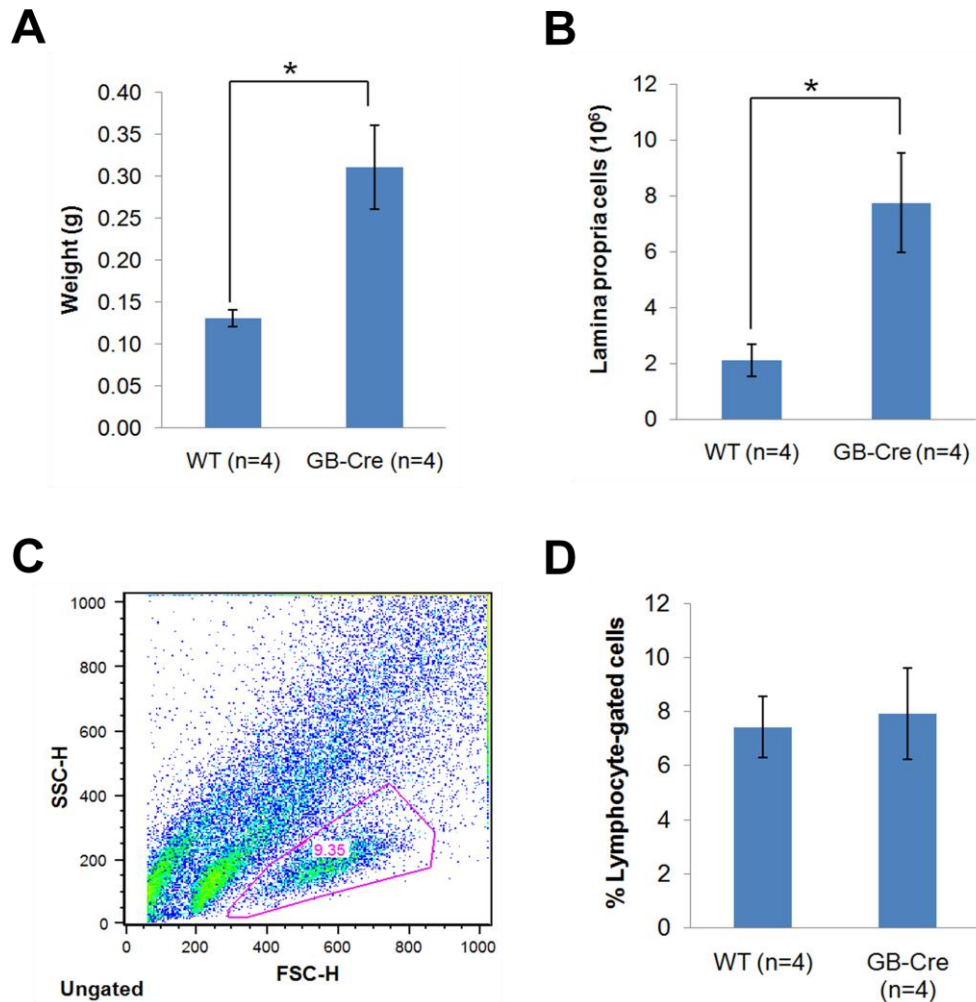 A
*
Weight (g)
0.40
0.35
0.30
0.25
0.20
0.15
0.10
0.05
0.00
WT (n=4)
GB-Cre (n=4)
B
*
Lamina propria cells (10⁶)
12
10
8
6
4
2
0
WT (n=4)
GB-Cre (n=4)
C
SSC-H
1000
800
600
400
200
0
9.35
0
200
400
600
800
1000
FSC-H
Ungated
D
% Lymphocyte-gated cells
12
10
8
6
4
2
0
WT (n=4)
GB-Cre
(n=4)